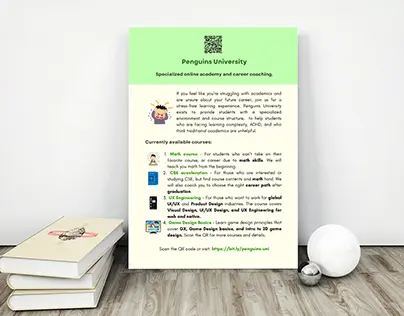 Penguins University
Specialized online academy and career coaching.
If you feel like you're struggling with academics and
are unsure about your future career, join us for a
stress-free learning experience. Penguins University
exists to provide students with a specialized
environment and course structure, to help students
who are facing learning complexity, ADHD, and who
think traditional academics are unhelpful.
Currently available courses:
1. Math course - For students who can't take on their
favorite course, or career due to math skills. We will
teach you math from the beginning.
2. CSE acceleration - For those who are interested or
studying CSE, but find course contents and math hard. We
will also coach you to choose the right career path after
graduation.
3. UX Engineering - For those who want to work for global
UI/UX and Product Design industries. The course covers
Visual Design, UI/UX Design, and UX Engineering for
web and native.
4. Game Design Basics - Learn game design principles that
cover UX, Game Design basics, and Intro to 2D game
design. Scan the QR for more courses and details.
Scan the QR code or visit: https://bit.ly/penguins-uni